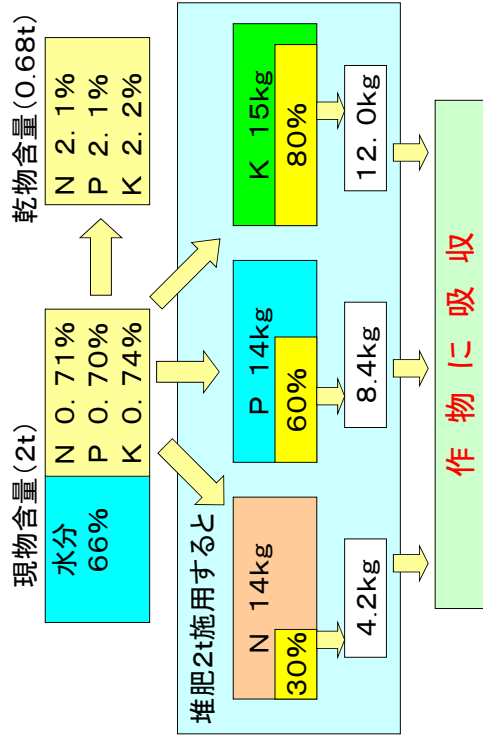 現物含量(2t)
水分
66%
N 0.71%
P 0.70%
K 0.74%
乾物含量(0.68t)
N 2.1%
P 2.1%
K 2.2%
堆肥2t施用すると
N 14kg
30%
4.2kg
P 14kg
60%
8.4kg
K 15kg
80%
12.0kg
作物に吸収